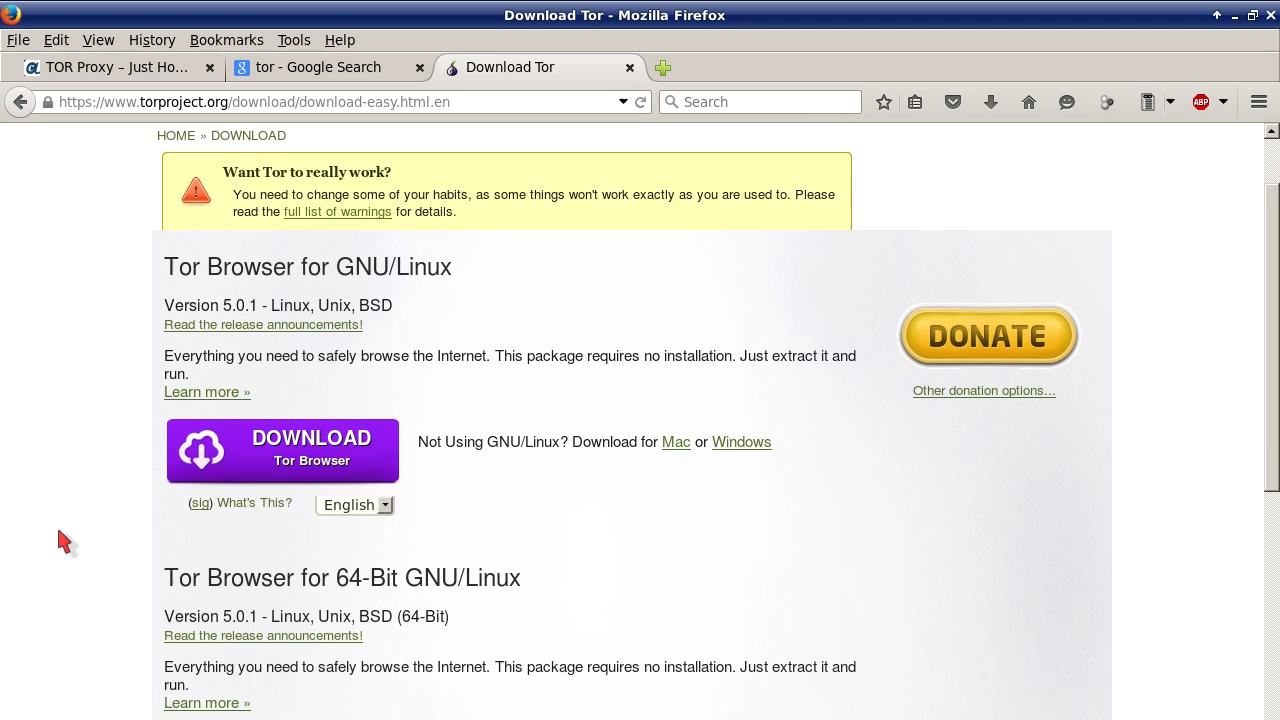 Download Tor - Mozilla Firefox
File Edit View History Bookmarks Tools Help
TOR Proxy – Just Ho...
tor - Google Search
Download Tor
https://www.torproject.org/download/download-easy.html.en
Search
ABP
HOME » DOWNLOAD
Want Tor to really work?
You need to change some of your habits, as some things won't work exactly as you are used to. Please
read the full list of warnings for details.
Tor Browser for GNU/Linux
Version 5.0.1 - Linux, Unix, BSD
Read the release announcements!
Everything you need to safely browse the Internet. This package requires no installation. Just extract it and
run.
Learn more »
DONATE
Other donation options...
DOWNLOAD
Tor Browser
Not Using GNU/Linux? Download for Mac or Windows
(sig) What's This?
English
Tor Browser for 64-Bit GNU/Linux
Version 5.0.1 - Linux, Unix, BSD (64-Bit)
Read the release announcements!
Everything you need to safely browse the Internet. This package requires no installation. Just extract it and
run.
Learn more »